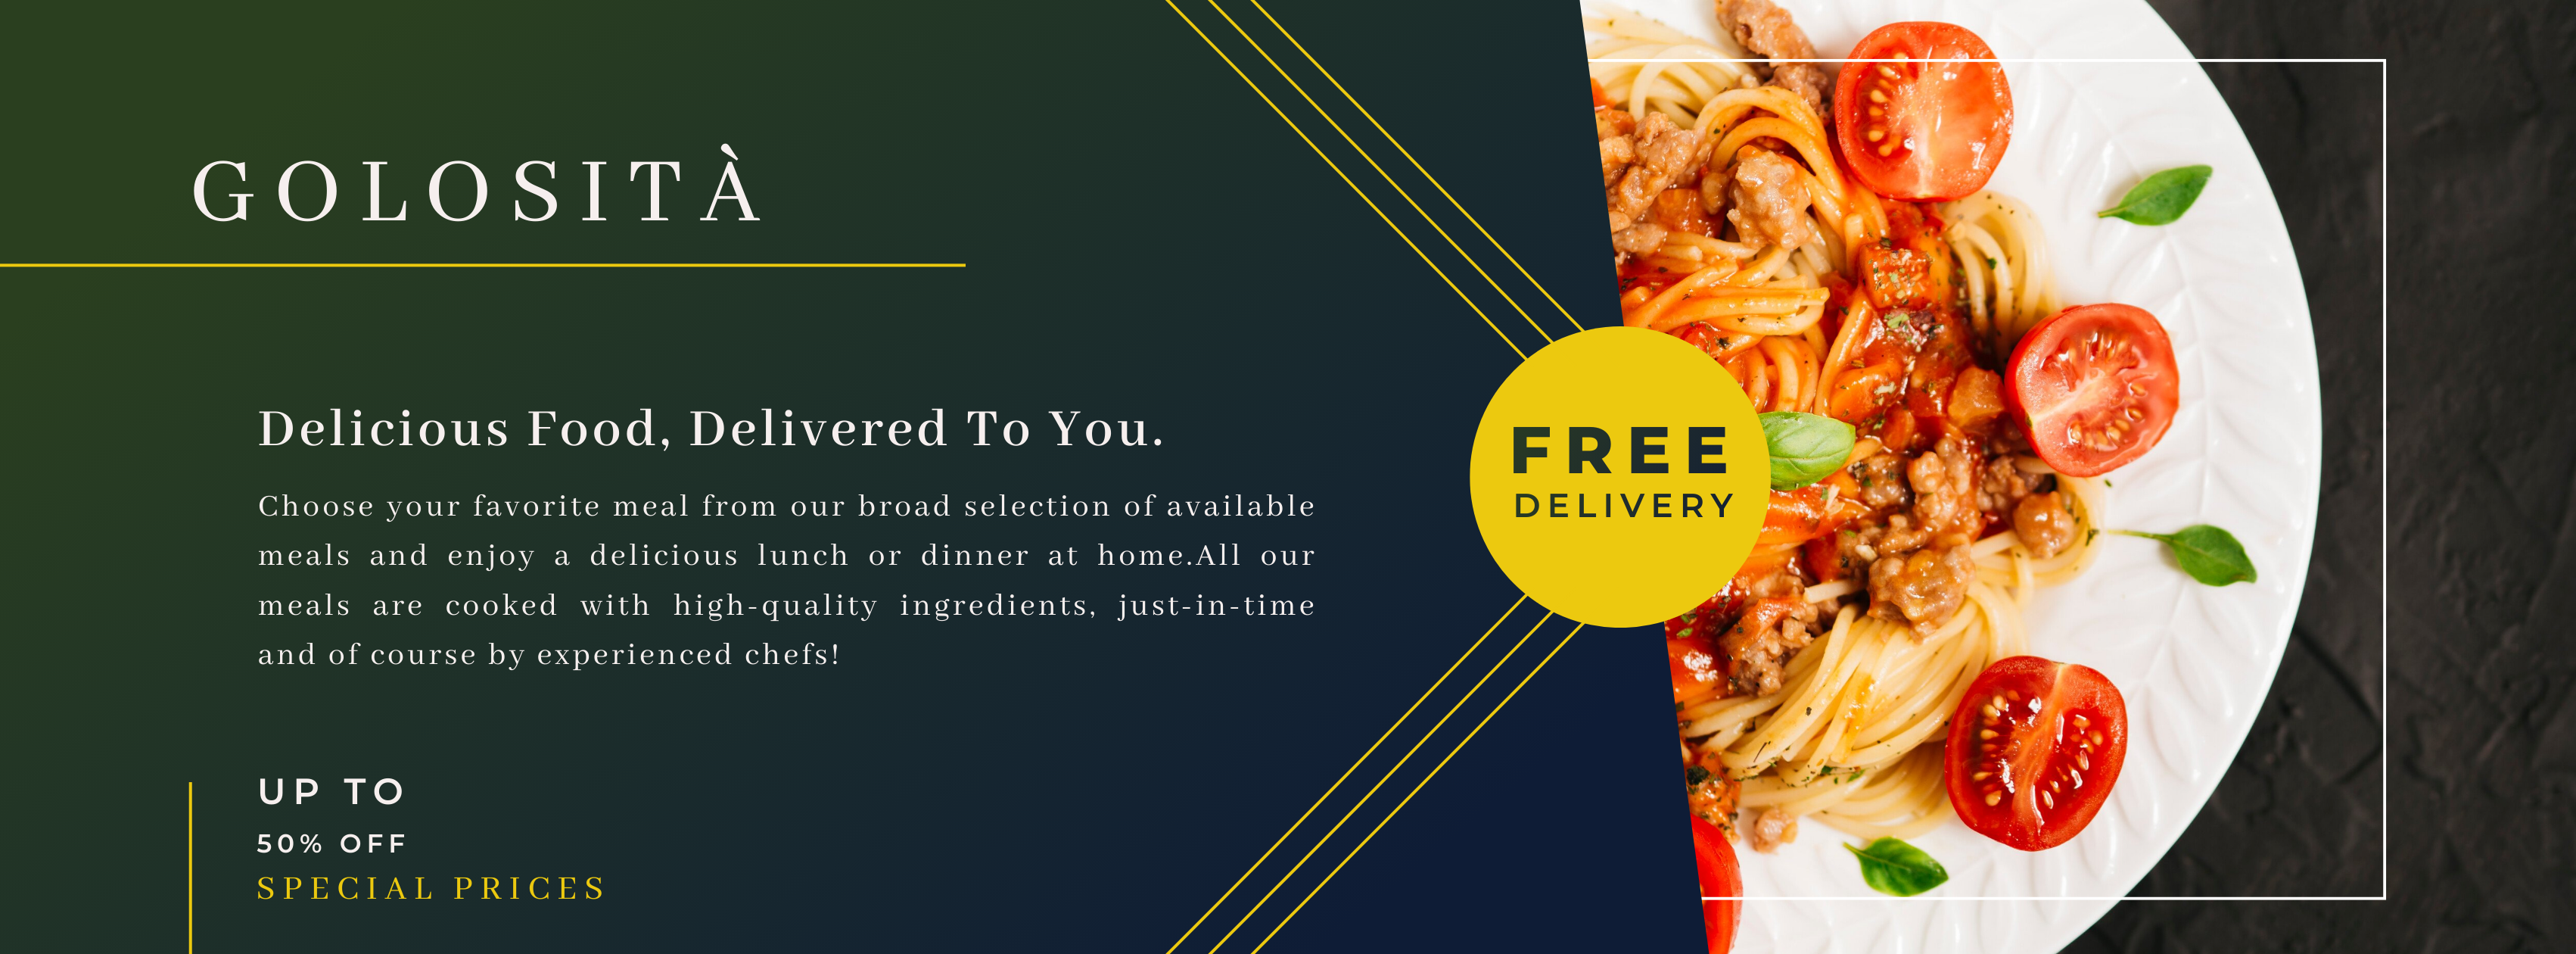 GOLOSITÀ
Delicious Food, Delivered To You.
Choose your favorite meal from our broad selection of available
meals and enjoy a delicious lunch or dinner at home.All our
meals are cooked with high-quality ingredients, just-in-time
and of course by experienced chefs!
UP TO
50% OFF
SPECIAL PRICES
FREE
DELIVERY